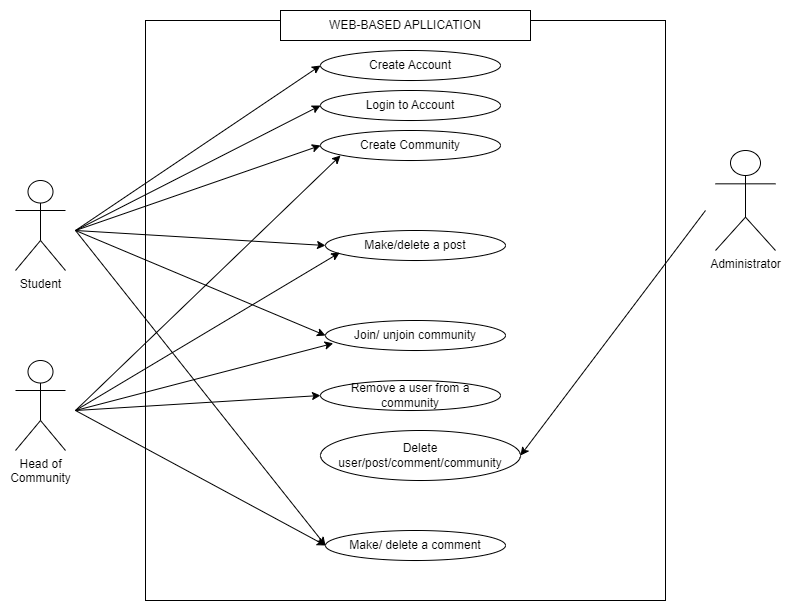 WEB-BASED APLLICATION
Create Account
Login to Account
Create Community
Make/delete a post
Student
Administrator
Join/ unjoin community
Remove a user from a
community
Head of
Community
Delete
user/post/comment/community
Make/ delete a comment